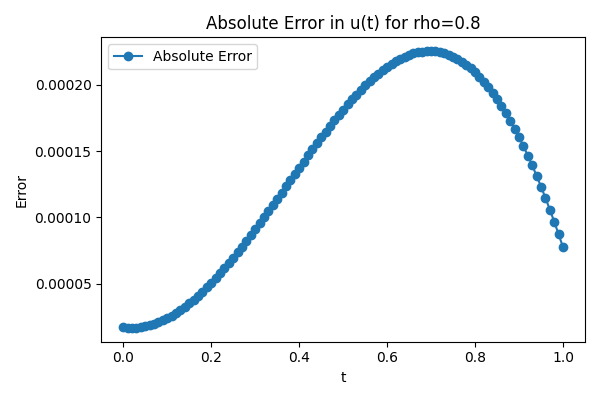 Absolute Error in u(t) for rho=0.8
Absolute Error
0.00020
0.00015
0.00010
0.00005
Error
0.0 0.2 0.4 0.6 0.8 1.0
t